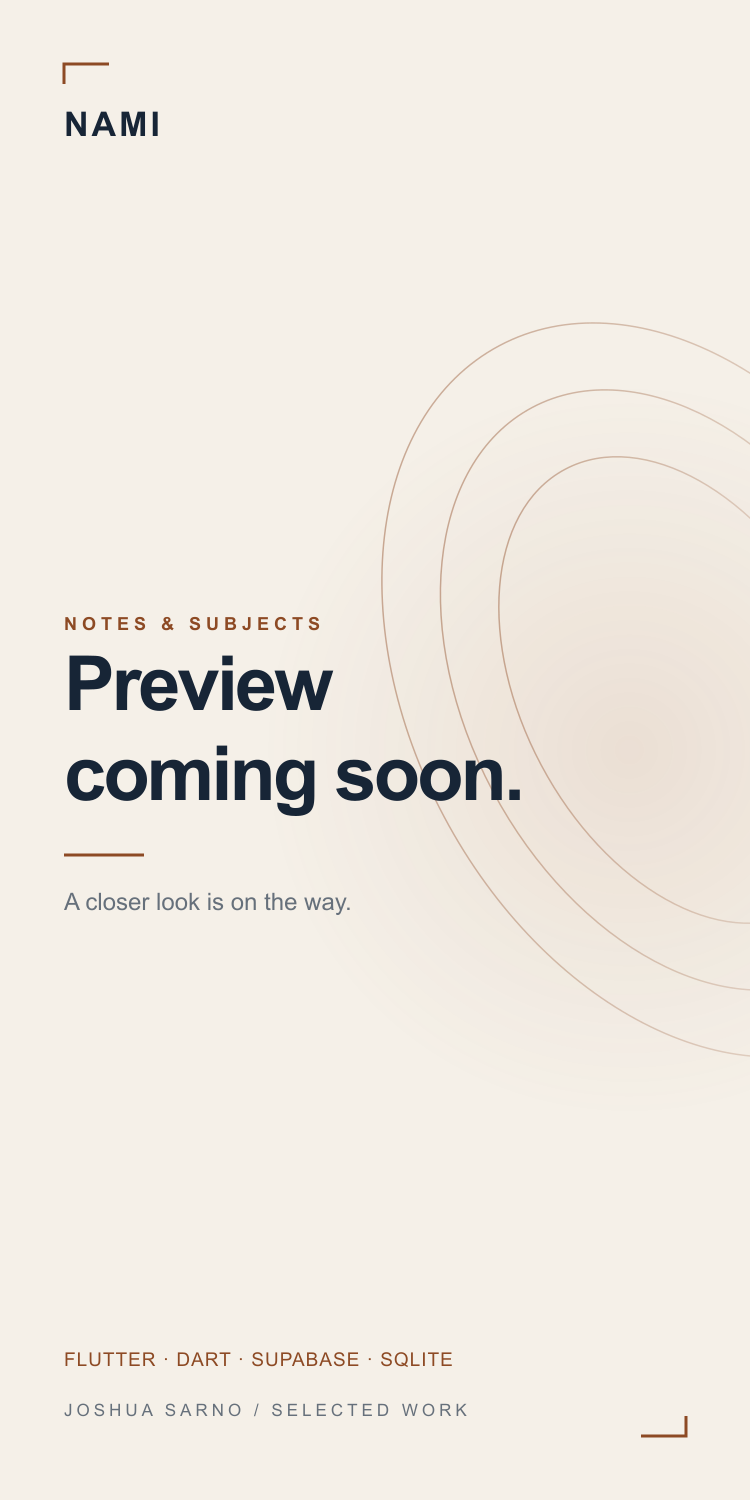 NAMI
NOTES & SUBJECTS
Preview
coming soon.
A closer look is on the way.
FLUTTER · DART · SUPABASE · SQLITE
JOSHUA SARNO / SELECTED WORK